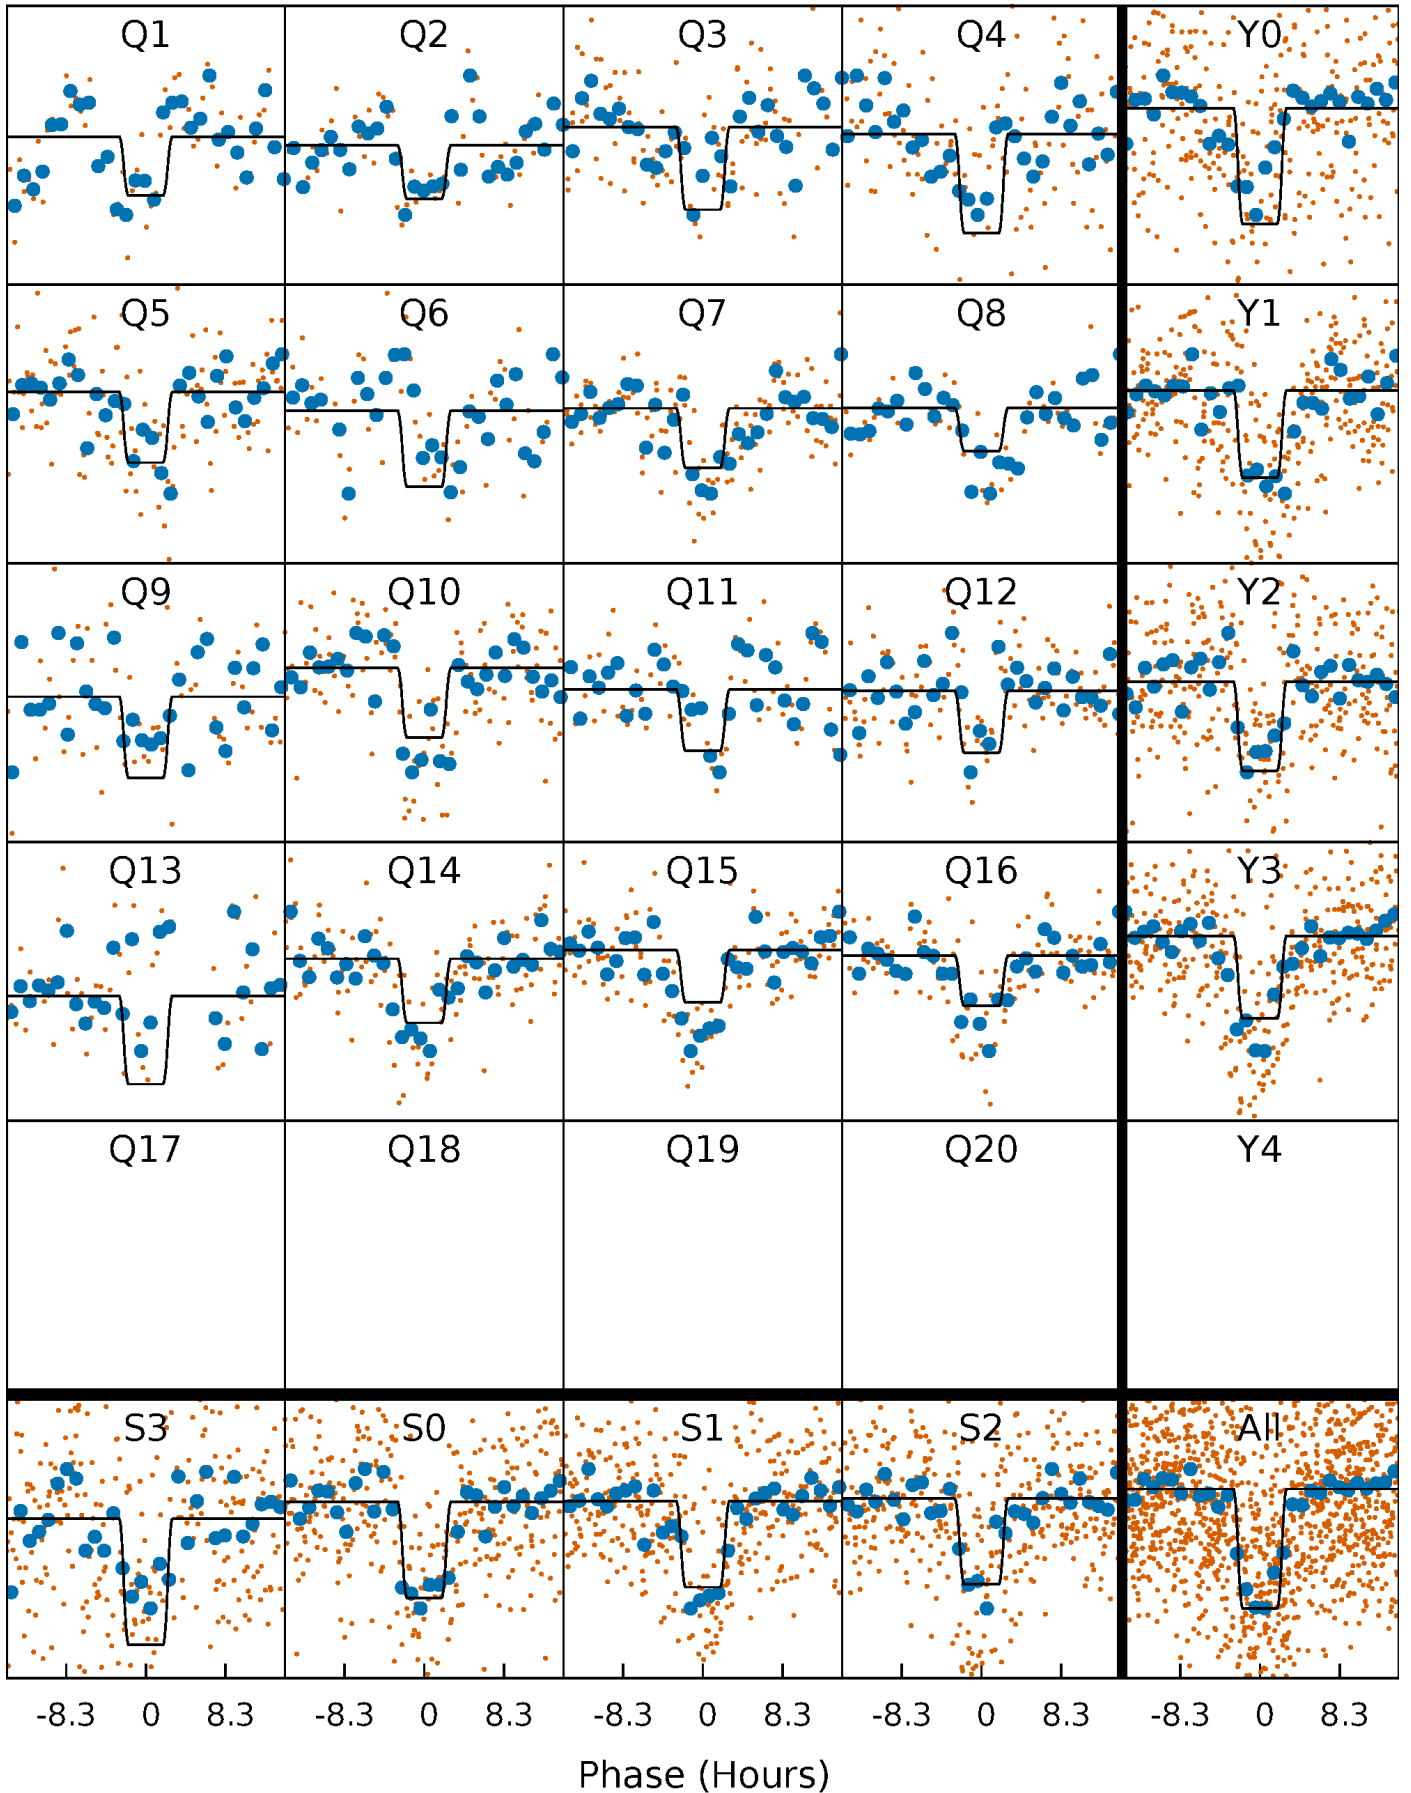 Q1 Q2 Q3 Q4 Y0
Q5 Q6 Q7 Q8 Y1
Q9 Q10 Q11 Q12 Y2
Q13 Q14 Q15 Q16 Y3
Q17 Q18 Q19 Q20 Y4
S3 S0 S1 S2 All
-8.3 0 8.3 -8.3 0 8.3 -8.3 0 8.3 -8.3 0 8.3 -8.3 0 8.3
Phase (Hours)